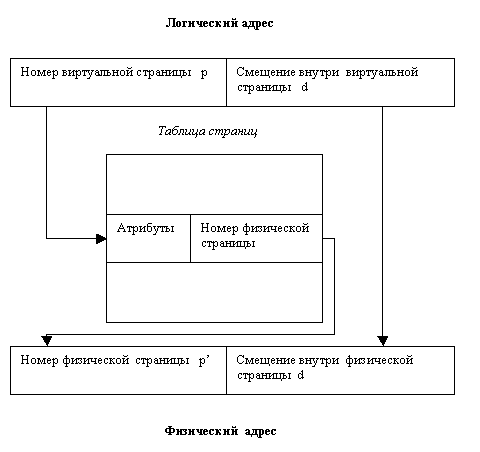 Логический адрес
Номер виртуальной страницы p
Смещение внутри виртуальной
страницы d
Таблица страниц
Атрибуты
Номер физической
страницы
Номер физической страницы p’
Смещение внутри физической
страницы d
Физический адрес